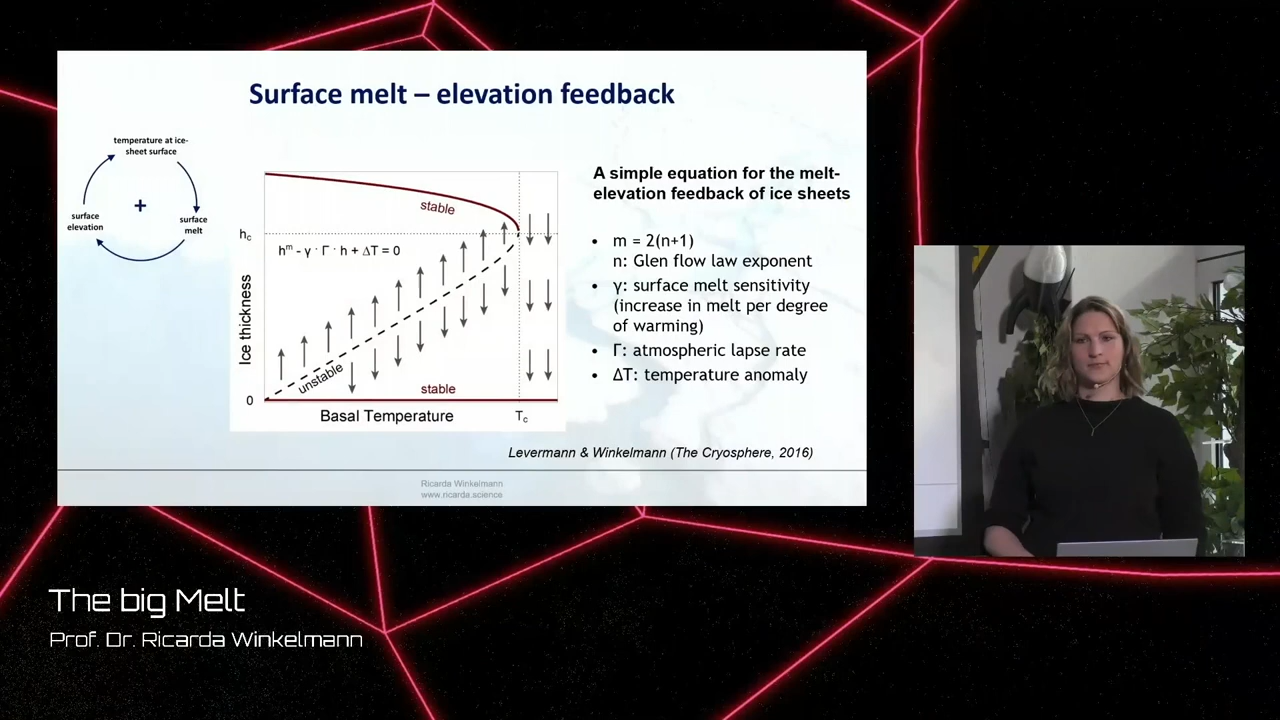 Surface melt – elevation feedback
temperature at ice-
sheet surface
+
surface
elevation
surface
melt
stable
hc
hᵐ - γ · Γ · h + ΔT = 0
Ice thickness
unstable
stable
0
Basal Temperature
Tc
A simple equation for the melt-
elevation feedback of ice sheets
• m = 2(n+1)
n: Glen flow law exponent
• γ: surface melt sensitivity
(increase in melt per degree
of warming)
• Γ: atmospheric lapse rate
• ΔT: temperature anomaly
Levermann & Winkelmann (The Cryosphere, 2016)
Ricarda Winkelmann
www.ricarda.science
The big Melt
Prof. Dr. Ricarda Winkelmann